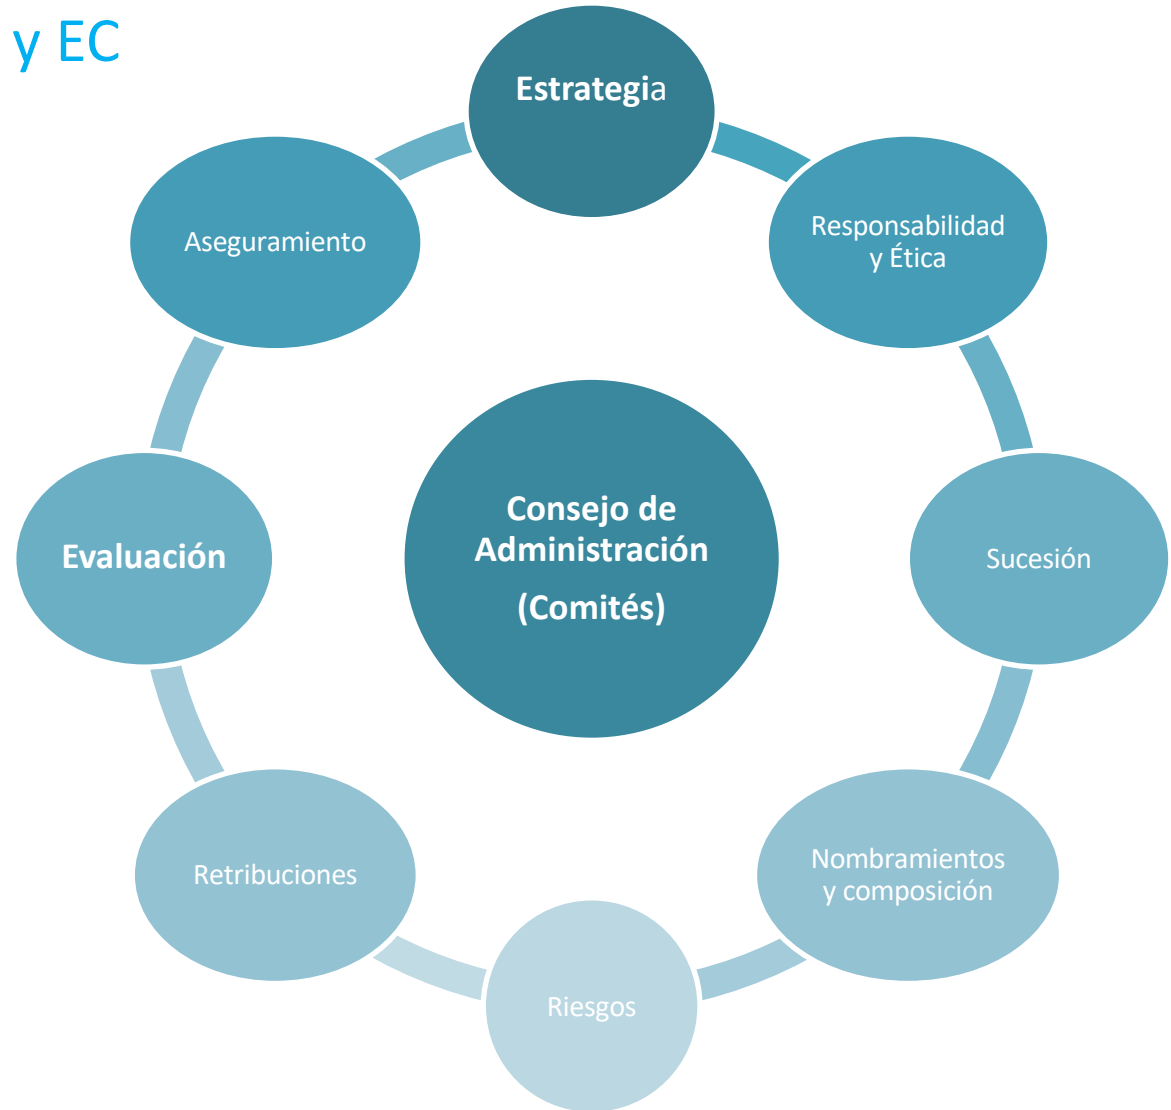 y EC
Estrategia
Responsabilidad
y Ética
Sucesión
Nombramientos
y composición
Riesgos
Retribuciones
Evaluación
Aseguramiento
Consejo de
Administración
(Comités)